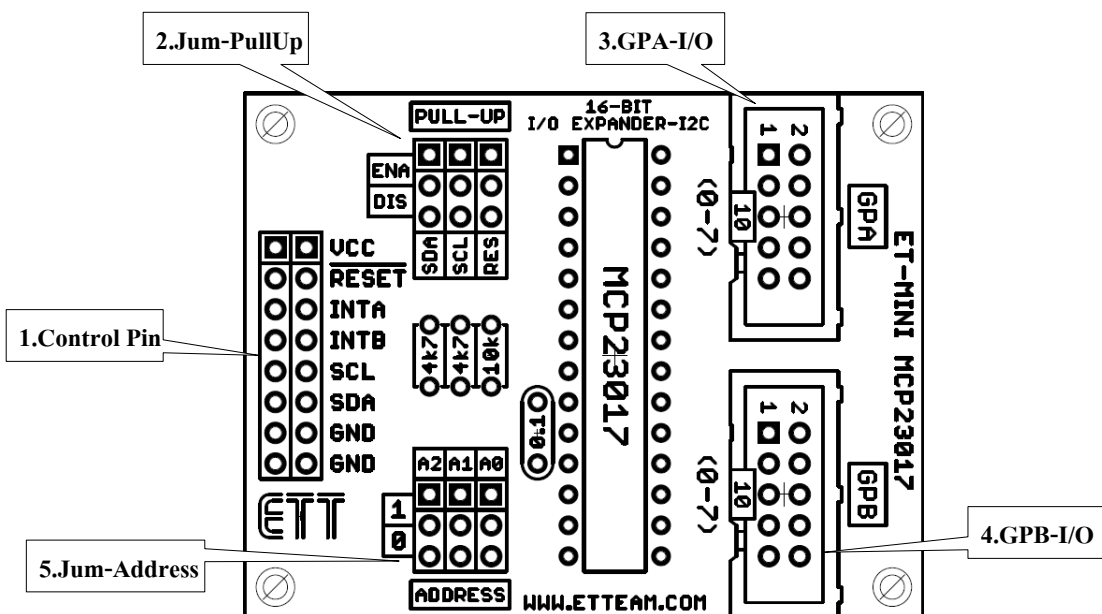 2.Jum-PullUp
3.GPA-I/O
PULL-UP
16-BIT
I/O EXPANDER-I2C
ENA
DIS
SDA SCL RES
1 2
10
(0-7)
GPA
VCC
RESET
INTA
INTB
SCL
SDA
GND
GND
1.Control Pin
4k7 4k7 10k
0.1
MCP23017
ET-MINI MCP23017
1 2
10
(0-7)
GPB
A2 A1 A0
1
0
ETT
ADDRESS
WWW.ETTEAM.COM
4.GPB-I/O
5.Jum-Address